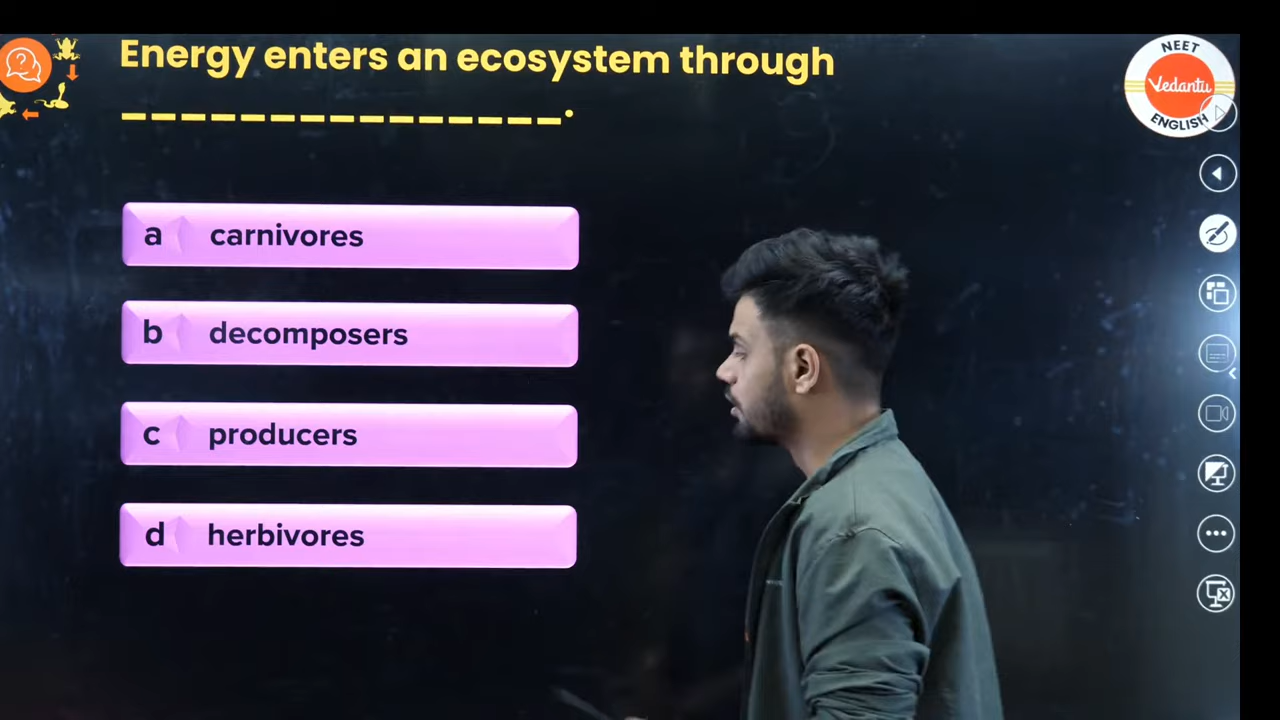 Energy enters an ecosystem through
_______________.
a carnivores
b decomposers
c producers
d herbivores
NEET
Vedantu
ENGLISH